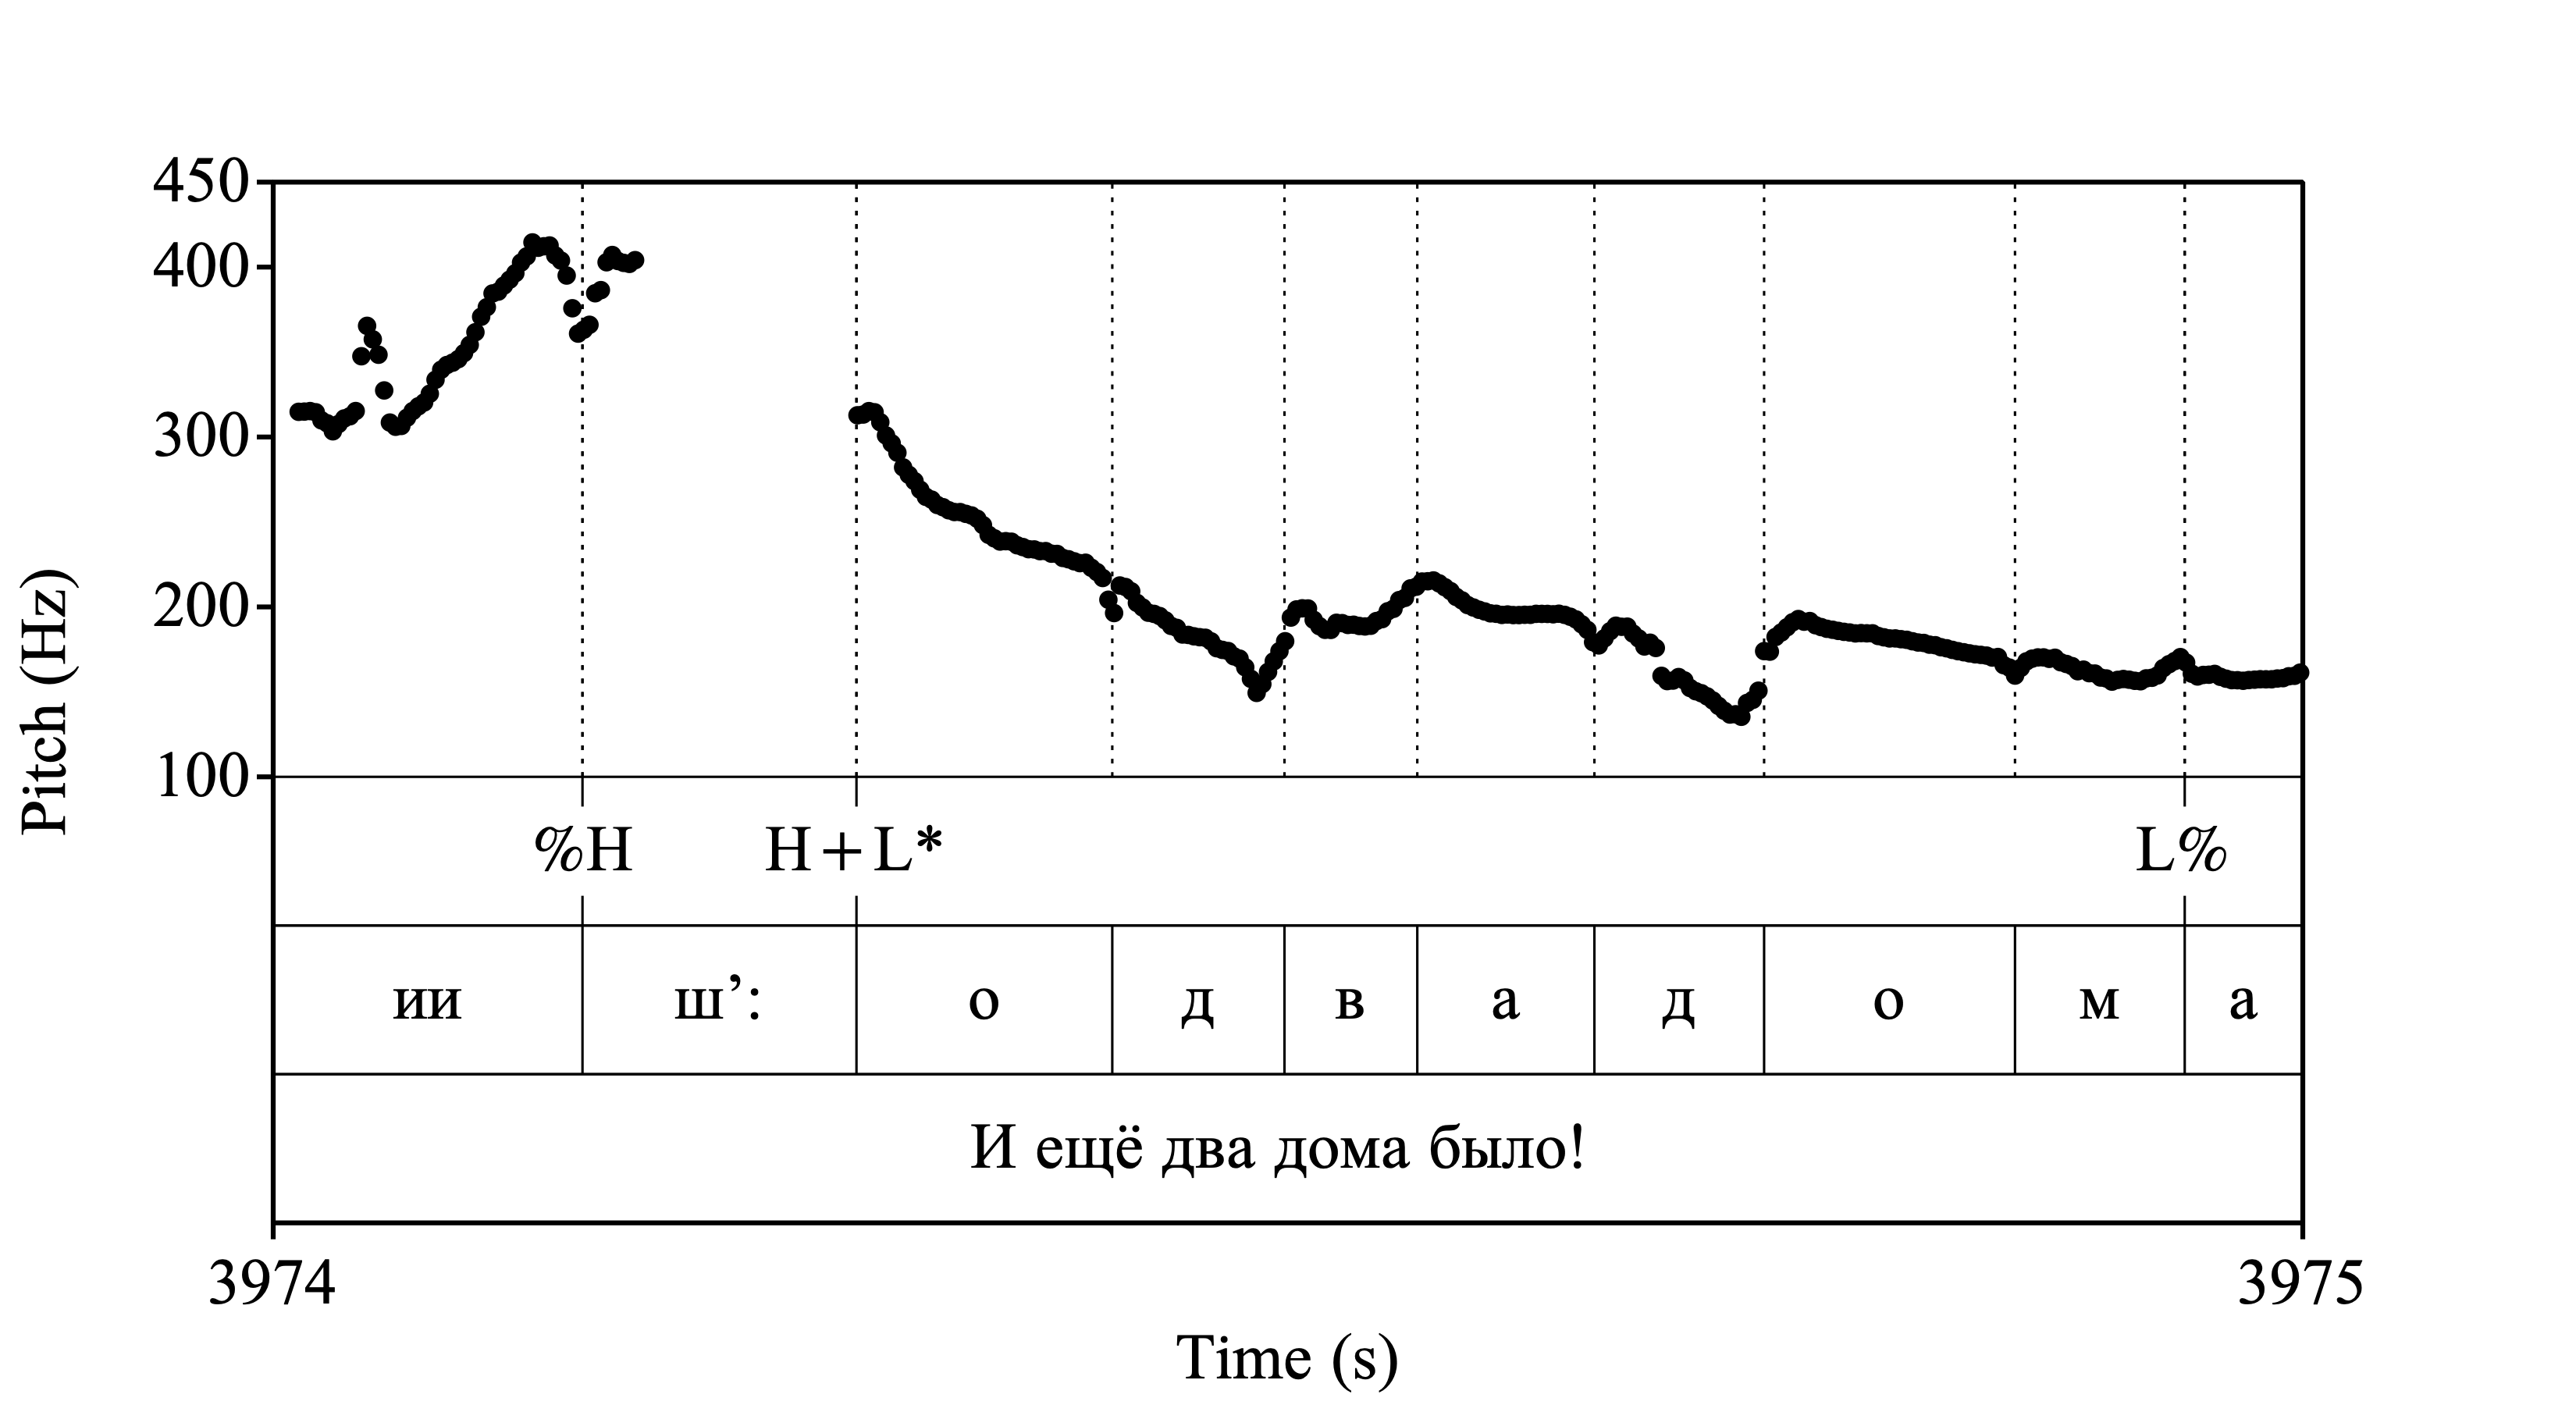 450
400
300
200
100
Pitch (Hz)
%H H+L* L%
ии ш’: о д в а д о м а
И ещё два дома было!
3974 3975
Time (s)